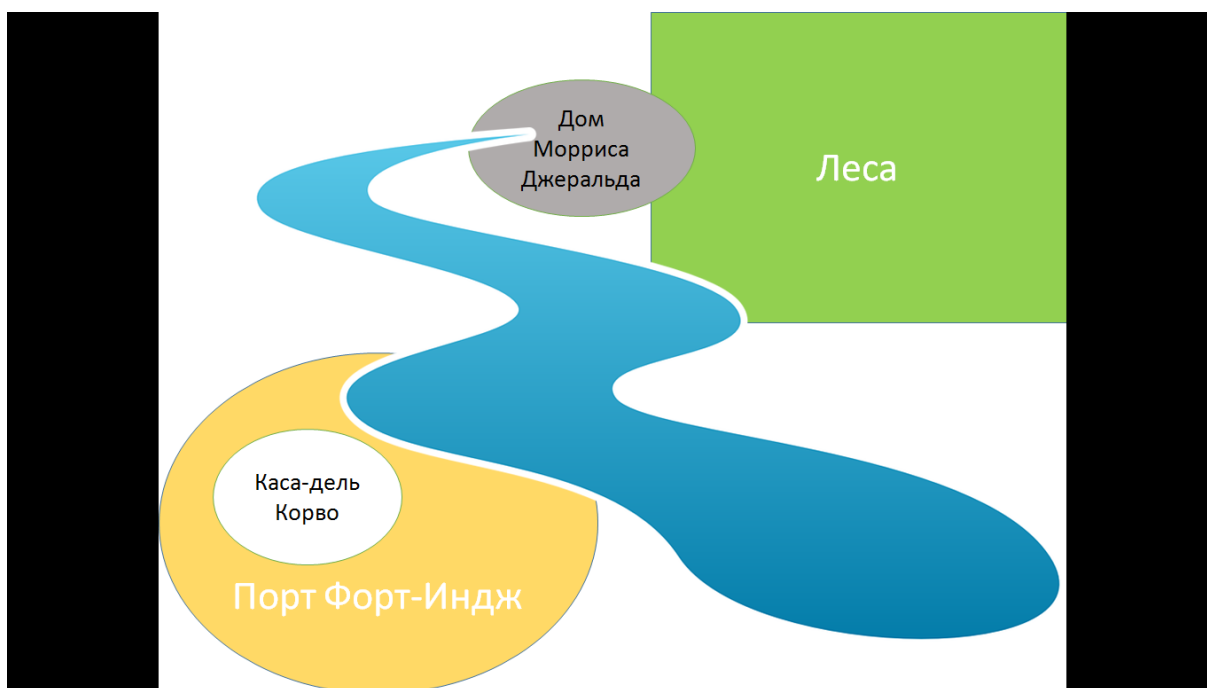 Дом
Морриса
Джеральда
Леса
Каса-дель
Корво
Порт Форт-Индж